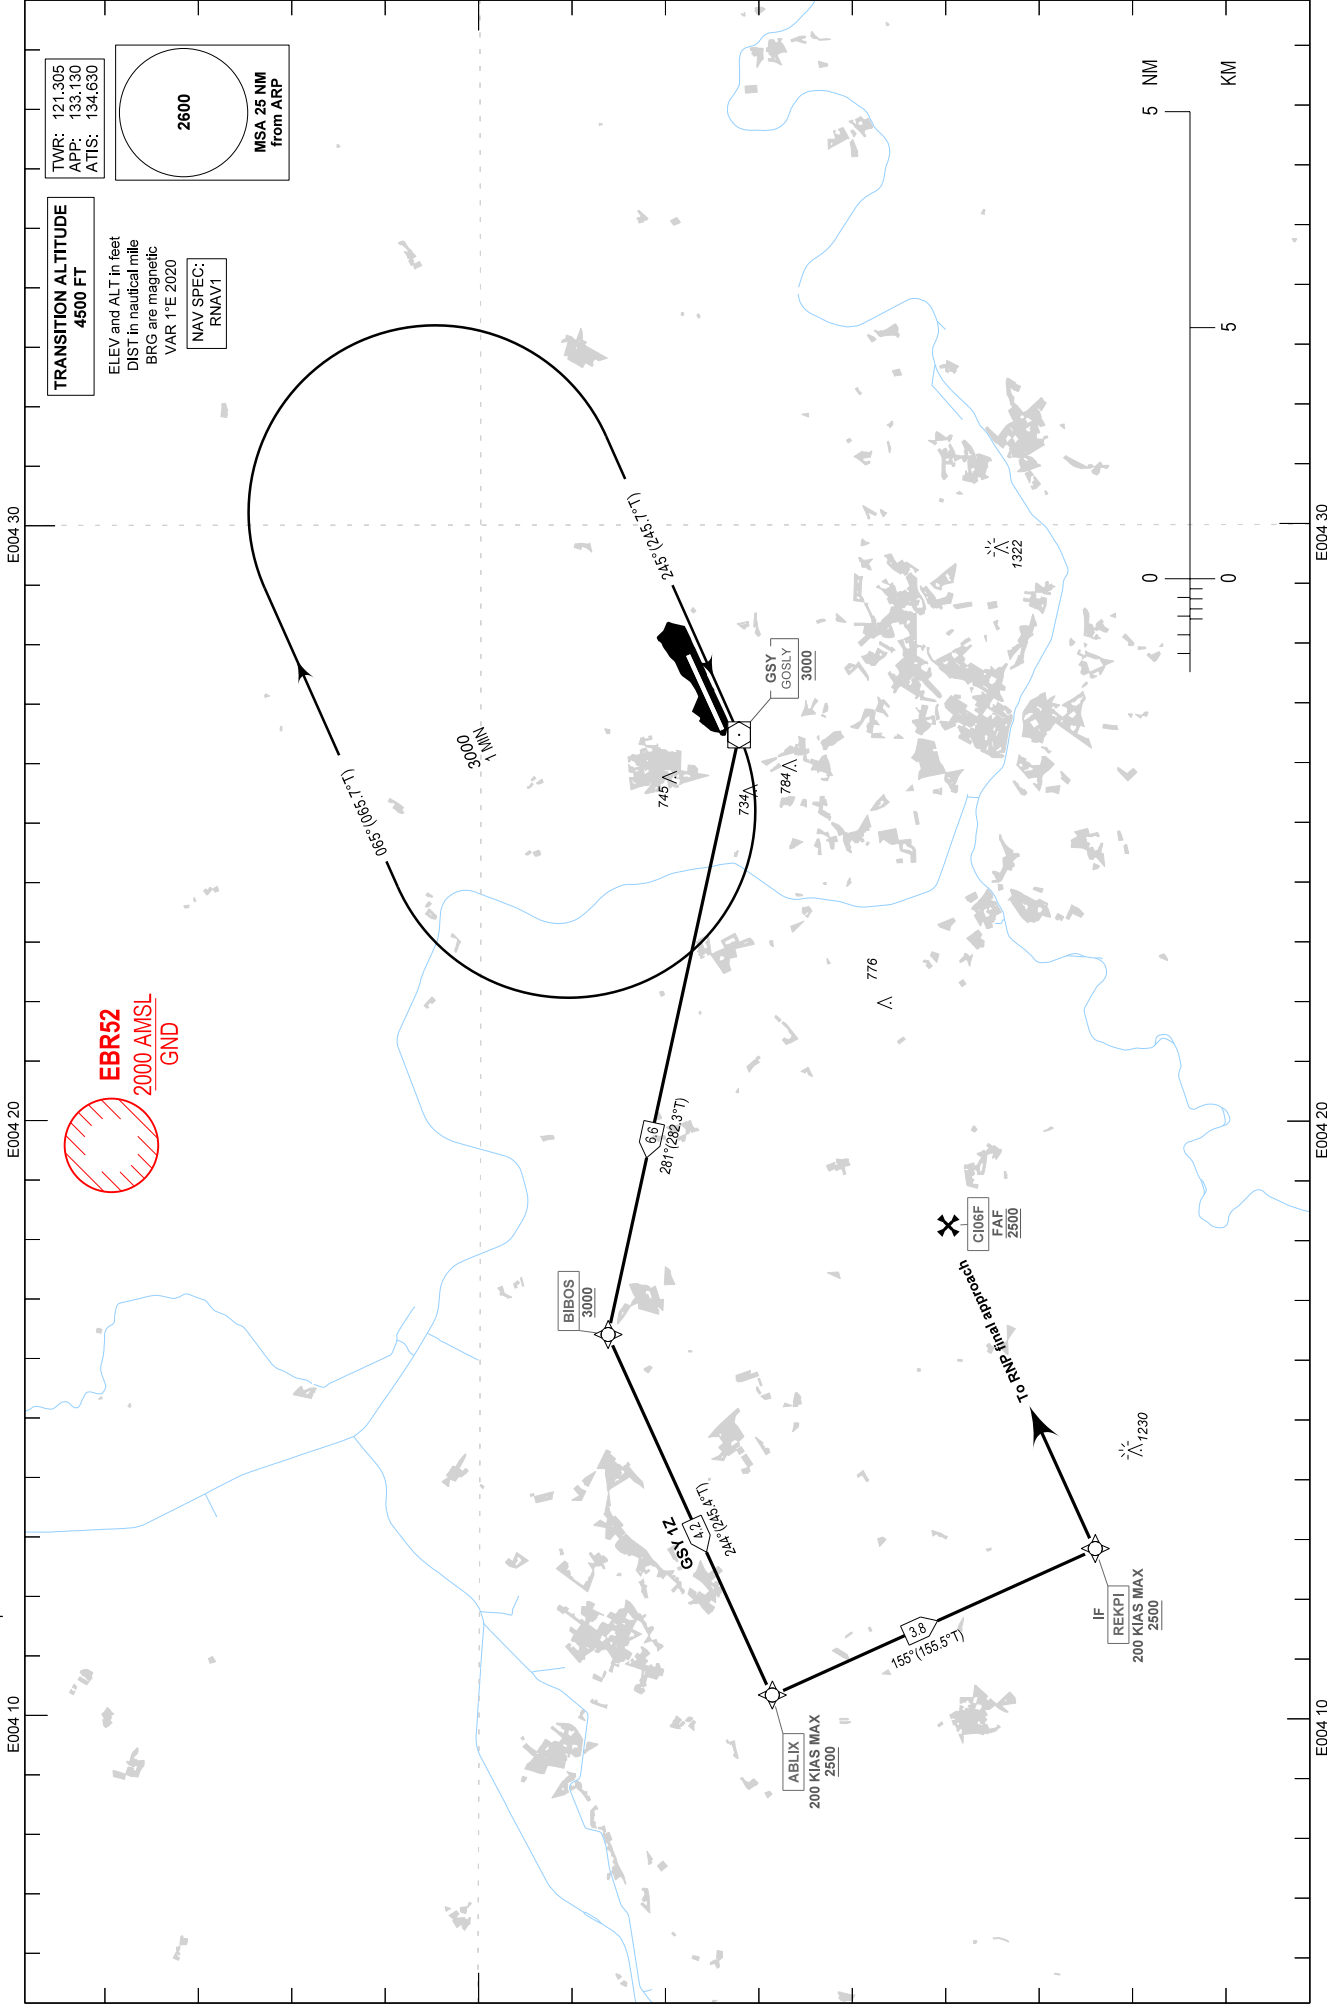 E004 10
E004 20
E004 30
TRANSITION ALTITUDE
4500 FT
TWR: 121.305
APP: 133.130
ATIS: 134.630
ELEV and ALT in feet
DIST in nautical mile
BRG are magnetic
VAR 1°E 2020
NAV SPEC:
RNAV1
2600
MSA 25 NM
from ARP
EBR52
2000 AMSL
GND
065° (065.7°T)
3000
1 MIN
245° (245.7°T)
BIBOS
3000
6.6
281°(282.3°T)
745
734
784
GSY
GOSLY
3000
GSY 1Z
4.2
244°(245.4°T)
ABLIX
200 KIAS MAX
2500
776
3.8
155°(155.5°T)
To RNP final approach
CI06F
FAF
2500
1322
IF
REKPI
200 KIAS MAX
2500
1230
0
5
NM
0
5
KM
E004 10
E004 20
E004 30